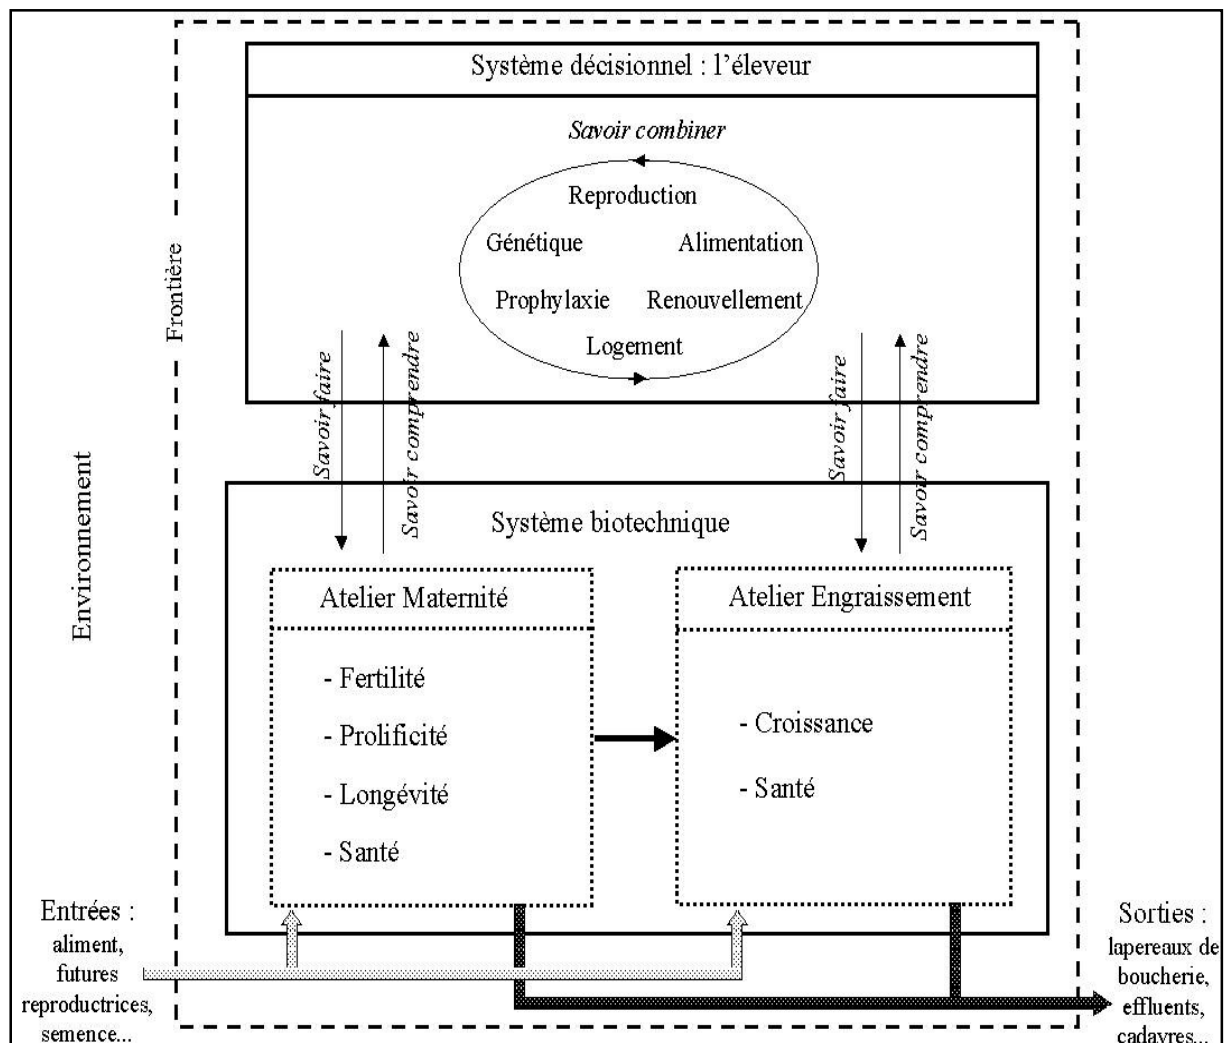 Système décisionnel : l'éleveur
Savoir combiner
Reproduction
Génétique
Alimentation
Prophylaxie
Renouvellement
Logement
Frontière
Environnement
Savoir faire
Savoir comprendre
Savoir faire
Savoir comprendre
Système biotechnique
Atelier Maternité
- Fertilité
- Prolificité
- Longévité
- Santé
Atelier Engraissement
- Croissance
- Santé
Entrées :
aliment,
futures
reproductrices,
semence...
Sorties :
lapereaux de
boucherie,
effluents,
cadavres...